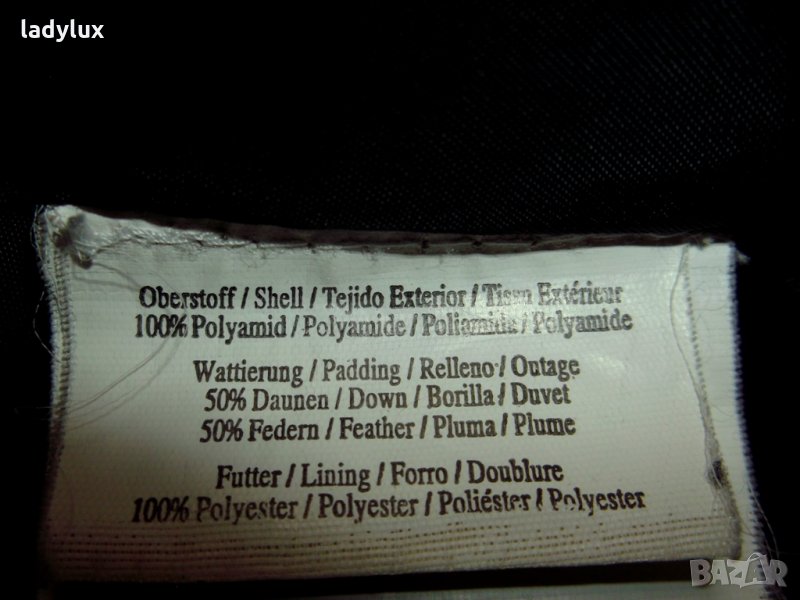 ladylux
Oberstoff / Shell / Tejido Exterior / Tissu Extérieur
100% Polyamid / Polyamide / Poliamida / Polyamide
Wattierung / Padding / Relleno / Outage
50% Daunen / Down / Borilla / Duvet
50% Federn / Feather / Pluma / Plume
Futter / Lining / Forro / Doublure
100% Polyester / Polyester / Poliéster / Polyester
BAZAR